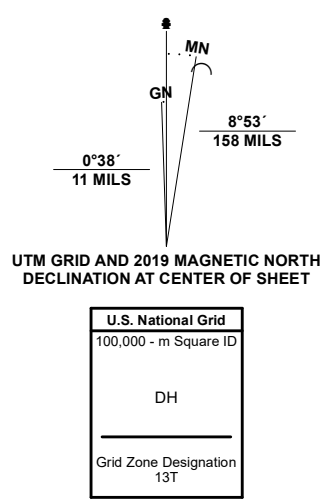 MN
GN
8°53´
158 MILS
0°38´
11 MILS
UTM GRID AND 2019 MAGNETIC NORTH
DECLINATION AT CENTER OF SHEET
U.S. National Grid
100,000 - m Square ID
DH
Grid Zone Designation
13T